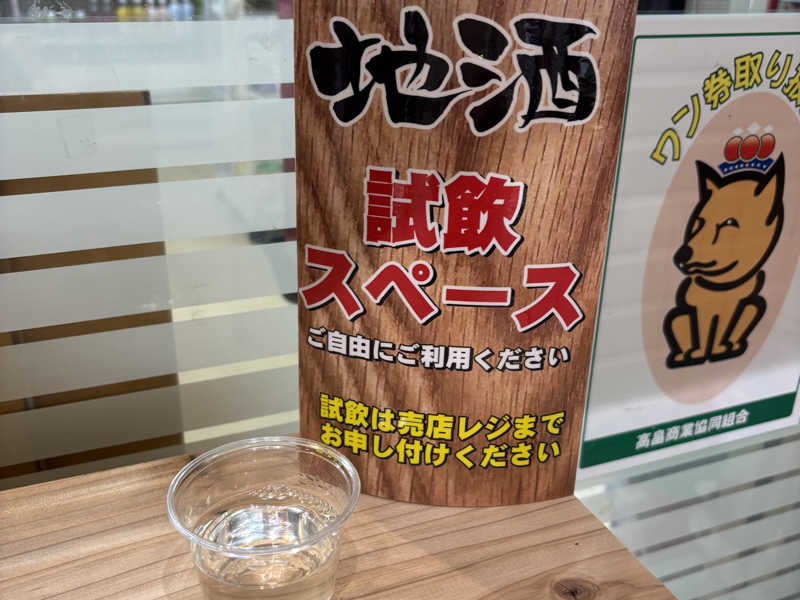 地酒
試飲
スペース
ご自由にご利用ください
試飲は売店レジまで
お申し付けください
ワン券取り
高畠商業協同組合